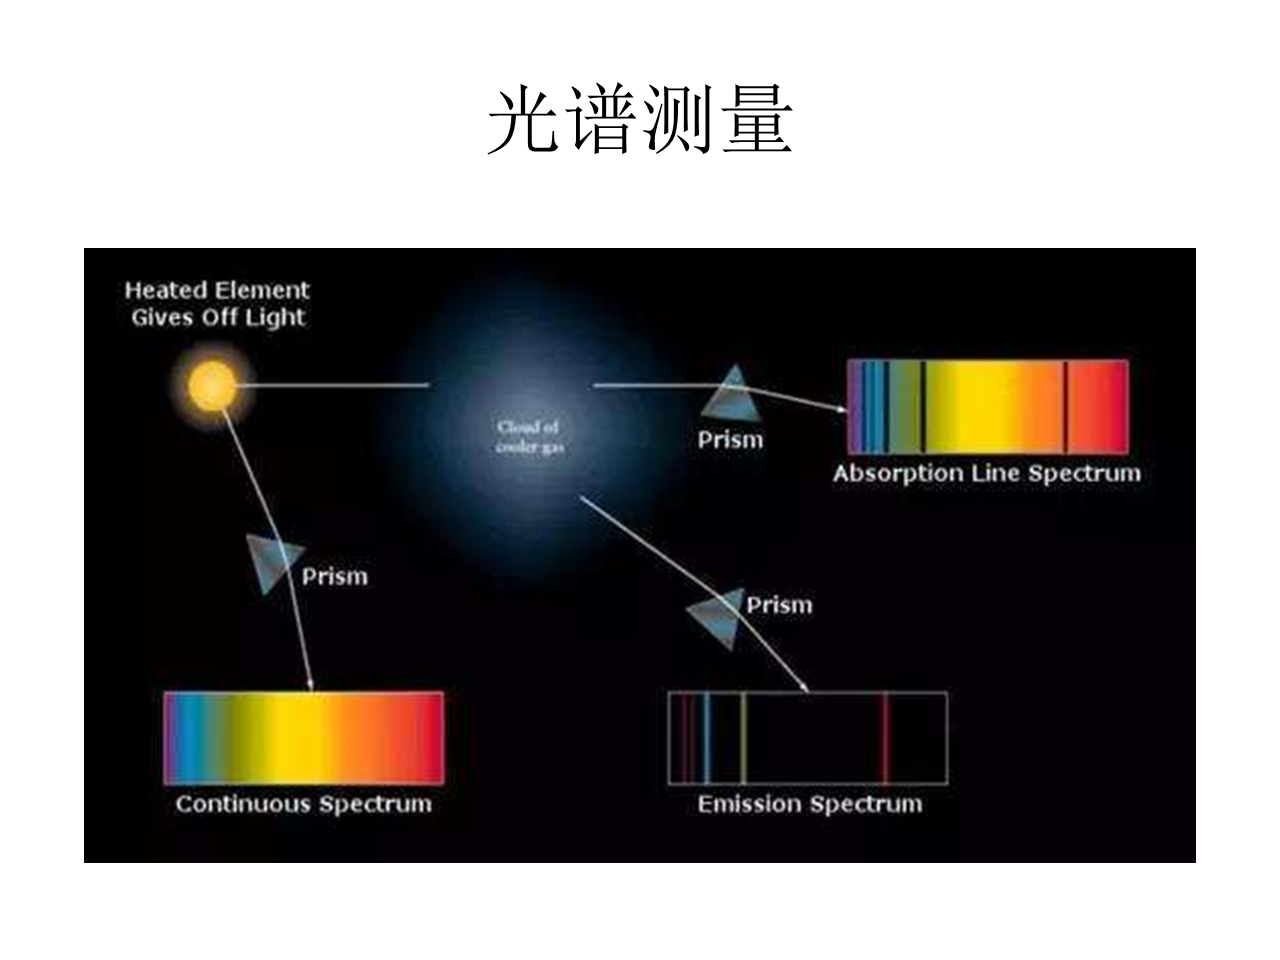 光谱测量
Heated Element
Gives Off Light
Cloud of
cooler gas
Prism
Absorption Line Spectrum
Prism
Prism
Continuous Spectrum
Emission Spectrum